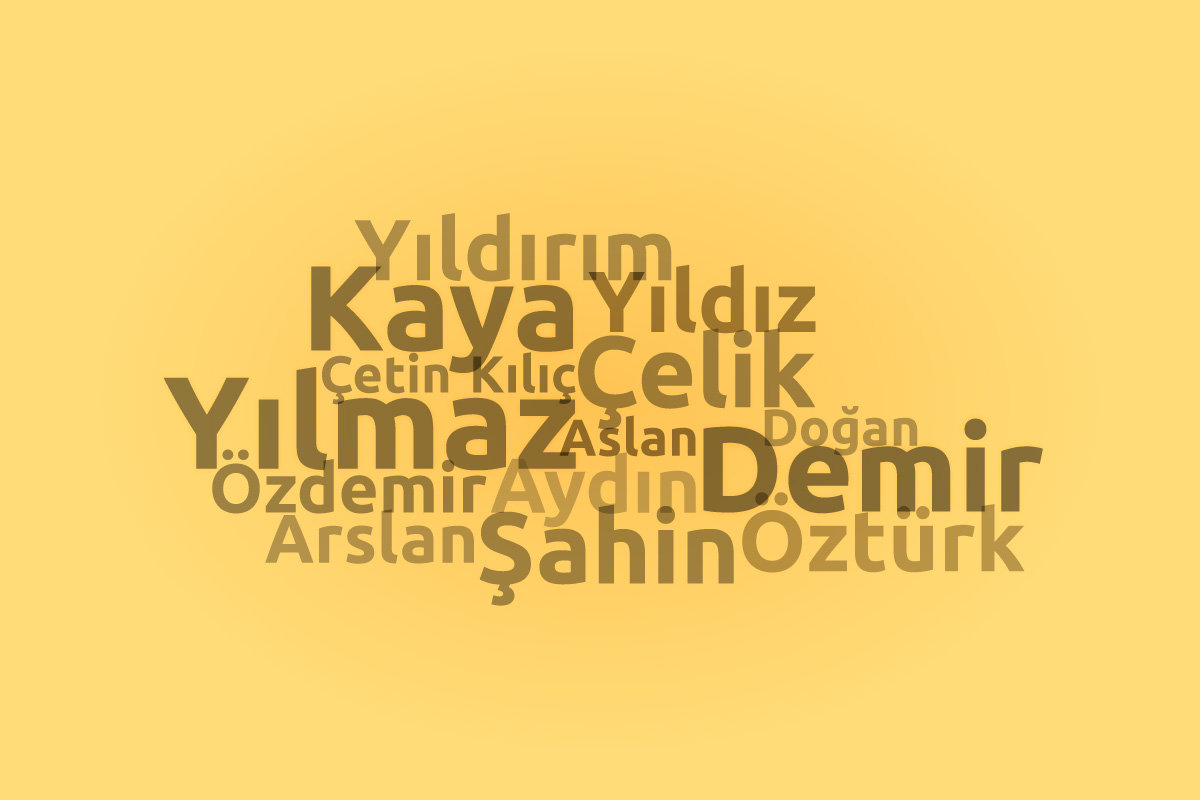 Yıldırım
Kaya Yıldız
Çetin Kılıç Çelik
Yılmaz Aslan Doğan
Özdemir Aydın Demir
Arslan Şahin Öztürk